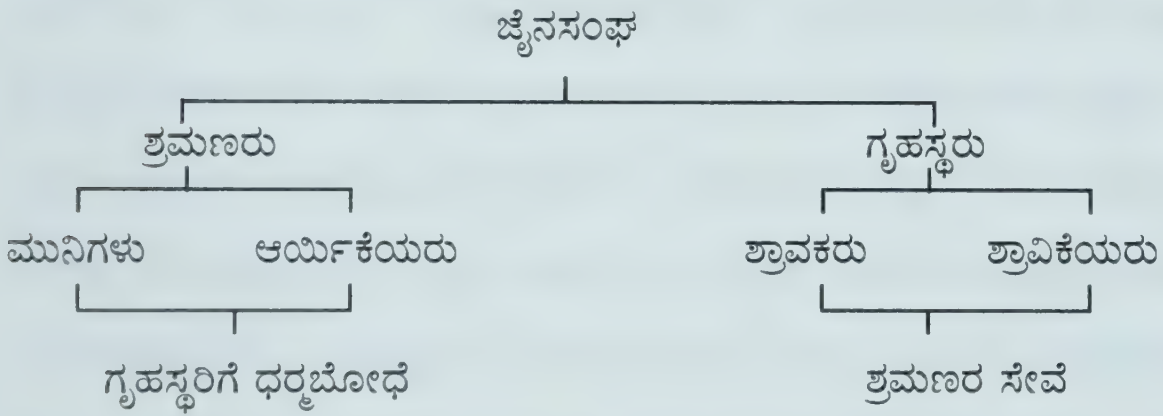 ಜೈನಸಂಘ
ಶ್ರಮಣರು ಗೃಹಸ್ಥರು
ಮುನಿಗಳು ಆರ್ಯಿಕೆಯರು ಶ್ರಾವಕರು ಶ್ರಾವಿಕೆಯರು
ಗೃಹಸ್ಥರಿಗೆ ಧರ್‍ಮಬೋಧೆ ಶ್ರಮಣರ ಸೇವೆ